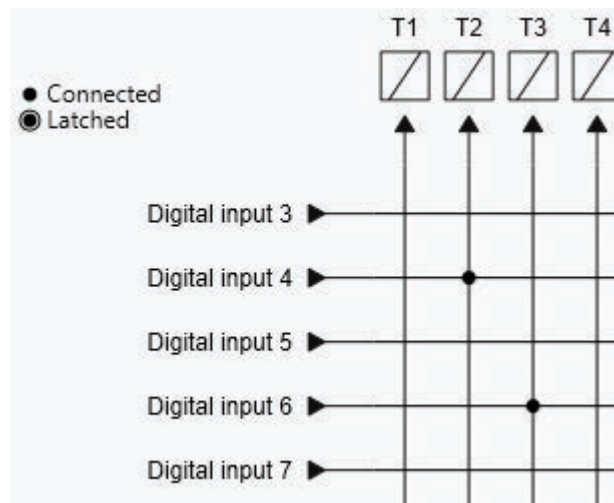 T1 T2 T3 T4
Connected
Latched
Digital input 3
Digital input 4
Digital input 5
Digital input 6
Digital input 7